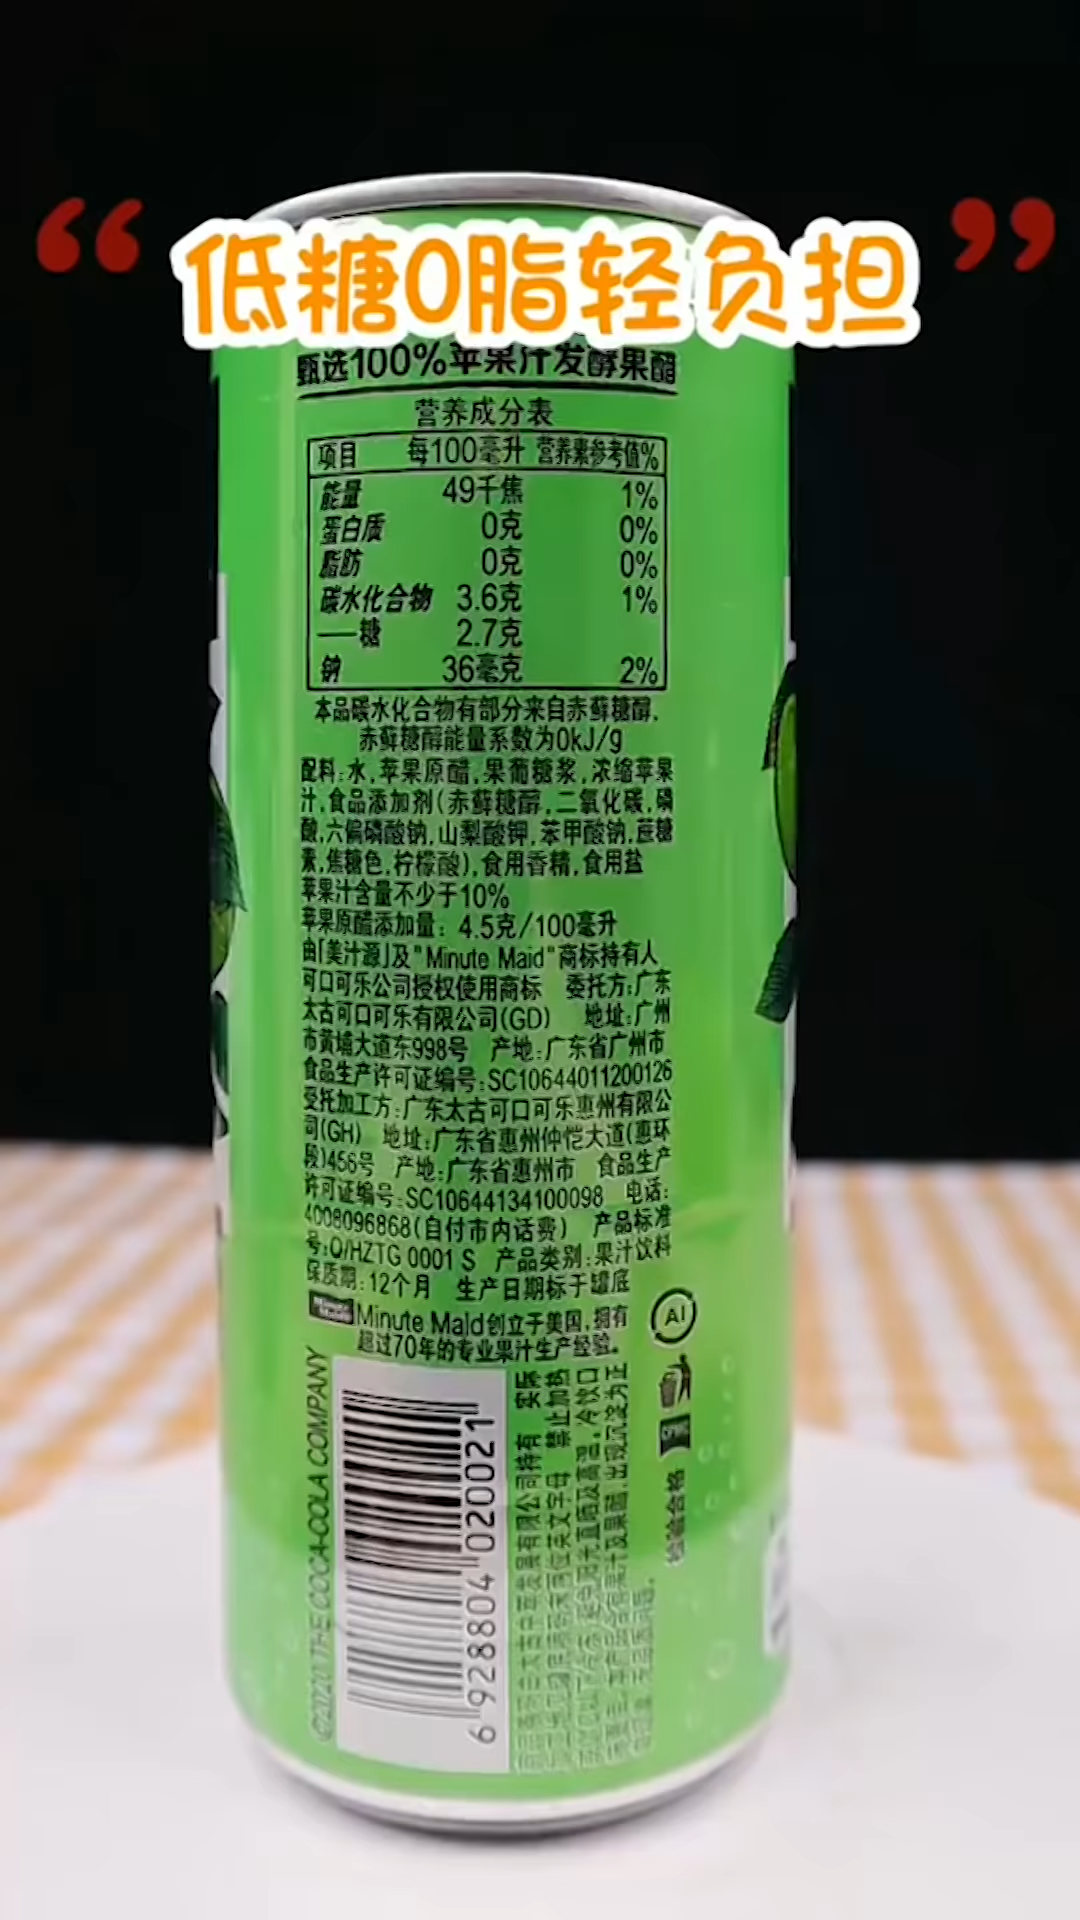 “低糖0脂轻负担”
甄选100%苹果汁发酵果醋
营养成分表
项目 每100毫升 营养素参考值%
能量 49千焦 1%
蛋白质 0克 0%
脂肪 0克 0%
碳水化合物 3.6克 1%
——糖 2.7克
钠 36毫克 2%
本品碳水化合物有部分来自赤藓糖醇,
赤藓糖醇能量系数为0kJ/g
配料:水,苹果原醋,果葡糖浆,浓缩苹果
汁,食品添加剂(赤藓糖醇,二氧化碳,磷
酸,六偏磷酸钠,山梨酸钾,苯甲酸钠,蔗糖
素,焦糖色,柠檬酸),食用香精,食用盐
苹果汁含量不少于10%
苹果原醋添加量:4.5克/100毫升
由「美汁源」及"Minute Maid"商标持有人
可口可乐公司授权使用商标 委托方:广东
太古可口可乐有限公司(GD) 地址:广州
市黄埔大道东998号 产地:广东省广州市
食品生产许可证编号:SC10644011200126
受托加工方:广东太古可口可乐惠州有限公
司(GH) 地址:广东省惠州仲恺大道(惠环
段)456号 产地:广东省惠州市 食品生产
许可证编号:SC10644134100098 电话:
4008096868(自付市内话费) 产品标准
号:Q/HZTG 0001 S 产品类别:果汁饮料
保质期:12个月 生产日期标于罐底
Minute Maid创立于美国,拥有
超过70年的专业果汁生产经验。
Al
©2020 THE COCA-COLA COMPANY
6 928804 020021
检验合格